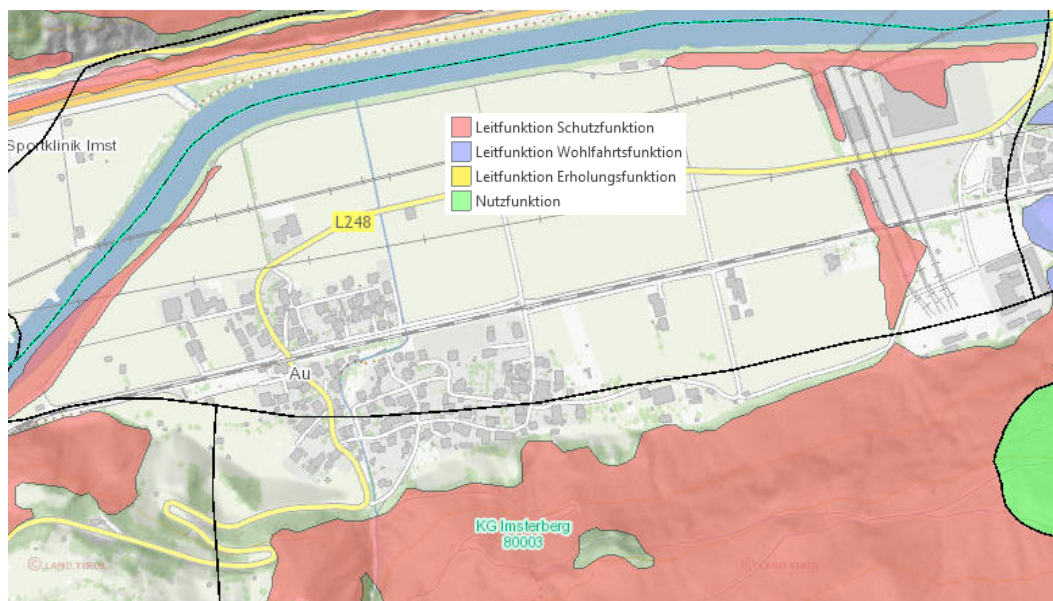 Sportklinik Imst
Leitfunktion Schutzfunktion
Leitfunktion Wohlfahrtsfunktion
Leitfunktion Erholungsfunktion
Nutzfunktion
L248
Au
KG Imsterberg
80003
© LAND TIROL
© LAND TIROL